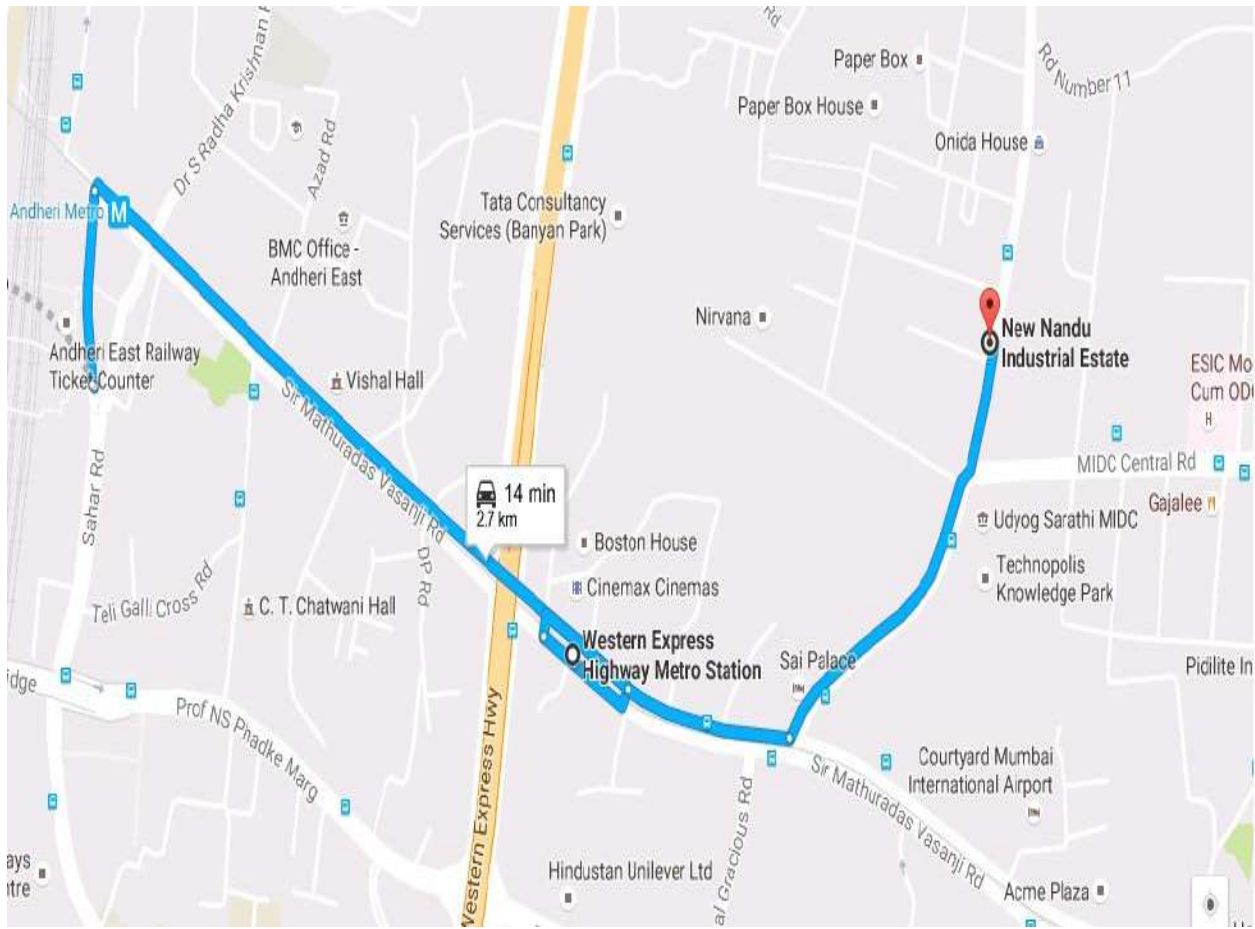 Rd
Paper Box
Rd Number 11
Paper Box House
Onida House
Dr S Radha Krishnan
Azad Rd
Andheri Metro M
Tata Consultancy
Services (Banyan Park)
BMC Office -
Andheri East
Nirvana
New Nandu
Industrial Estate
Andheri East Railway
Ticket Counter
ESIC Mo
Cum OD
H
Vishal Hall
Sir Mathuradas Vasanji Rd
MIDC Central Rd
14 min
2.7 km
Gajalee
Sahar Rd
Udyog Sarathi MIDC
Boston House
DP Rd
Technopolis
Knowledge Park
Cinemax Cinemas
Teli Galli Cross Rd
C. T. Chatwani Hall
Western Express
Highway Metro Station
Sai Palace
Pidilite In
idge
Prof NS Phadke Marg
Western Express Hwy
Courtyard Mumbai
International Airport
Sir Mathuradas Vasanji Rd
al Gracious Rd
ays
ntre
Hindustan Unilever Ltd
Acme Plaza